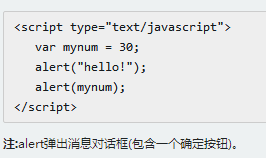 <script type="text/javascript">
   var mynum = 30;
   alert("hello!");
   alert(mynum);
</script>
注:alert弹出消息对话框(包含一个确定按钮)。